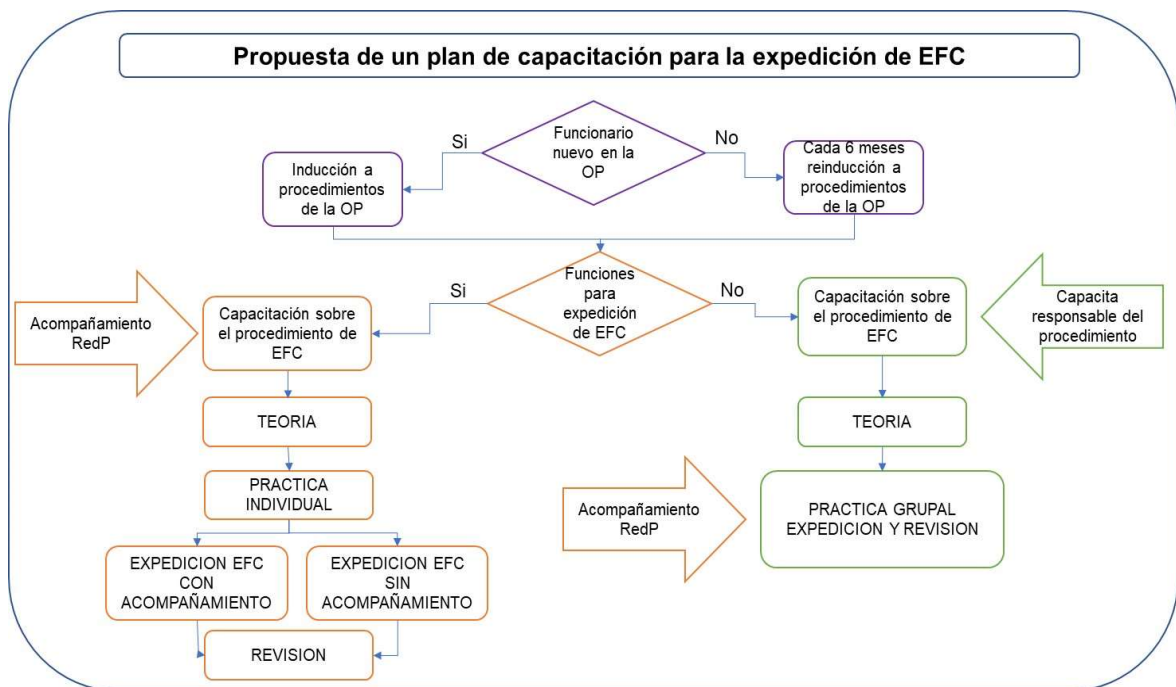 Propuesta de un plan de capacitación para la expedición de EFC
Si
Funcionario
nuevo en la
OP
No
Inducción a
procedimientos
de la OP
Cada 6 meses
reinducción a
procedimientos
de la OP
Si
Funciones
para
expedición
de EFC
No
Acompañamiento
RedP
Capacitación sobre
el procedimiento de
EFC
Capacitación sobre
el procedimiento de
EFC
Capacita
responsable del
procedimiento
TEORIA
TEORIA
PRACTICA
INDIVIDUAL
Acompañamiento
RedP
PRACTICA GRUPAL
EXPEDICION Y REVISION
EXPEDICION EFC
CON
ACOMPAÑAMIENTO
EXPEDICION EFC
SIN
ACOMPAÑAMIENTO
REVISION